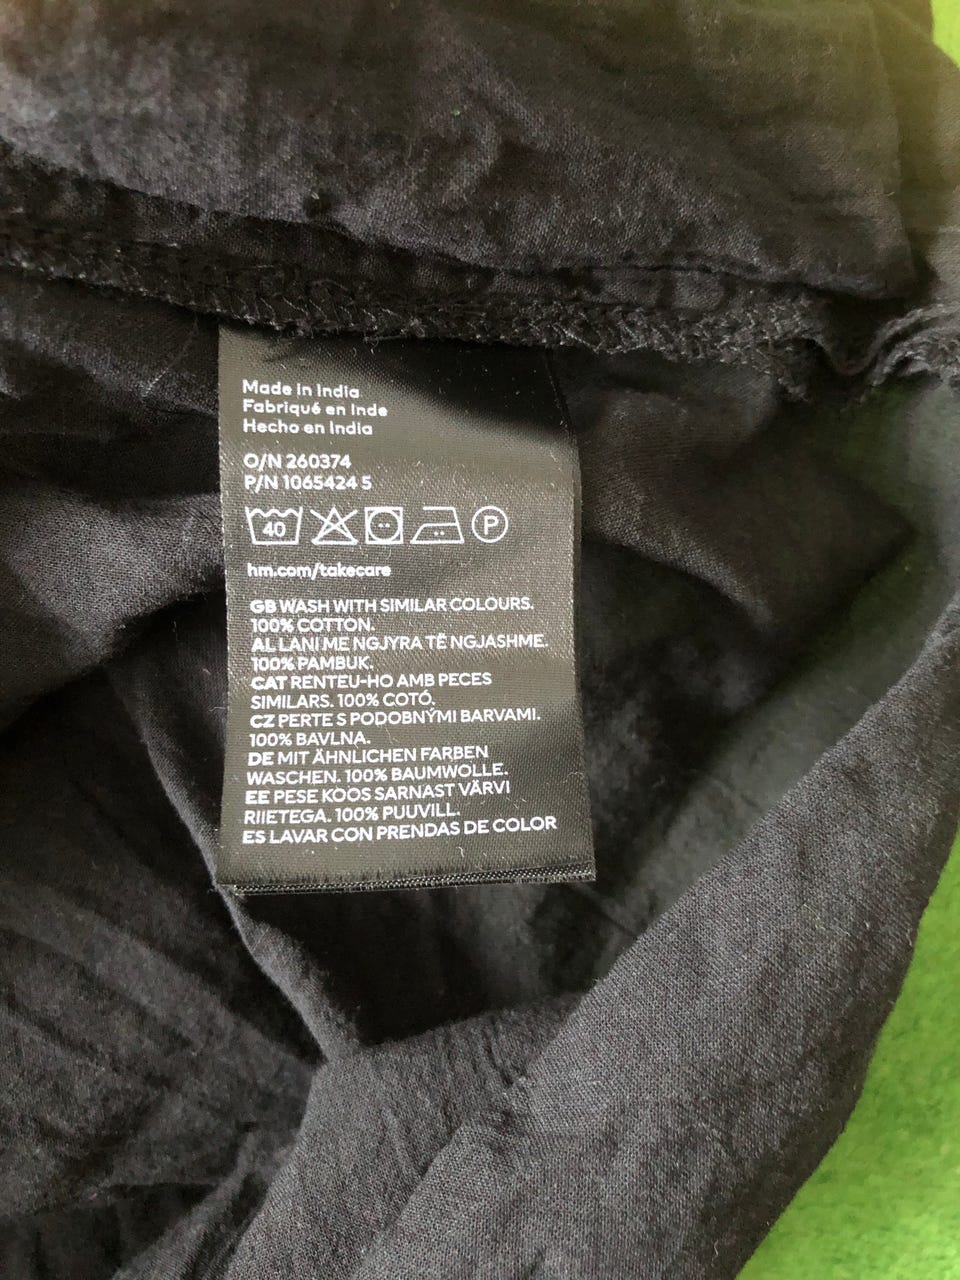 Made in India
Fabriqué en Inde
Hecho en India
O/N 260374
P/N 1065424 5
40
P
hm.com/takecare
GB WASH WITH SIMILAR COLOURS.
100% COTTON.
AL LANI ME NGJYRA TË NGJASHME.
100% PAMBUK.
CAT RENTEU-HO AMB PECES
SIMILARS. 100% COTÓ.
CZ PERTE S PODOBNÝMI BARVAMI.
100% BAVLNA.
DE MIT ÄHNLICHEN FARBEN
WASCHEN. 100% BAUMWOLLE.
EE PESE KOOS SARNAST VÄRVI
RIIETEGA. 100% PUUVILL.
ES LAVAR CON PRENDAS DE COLOR